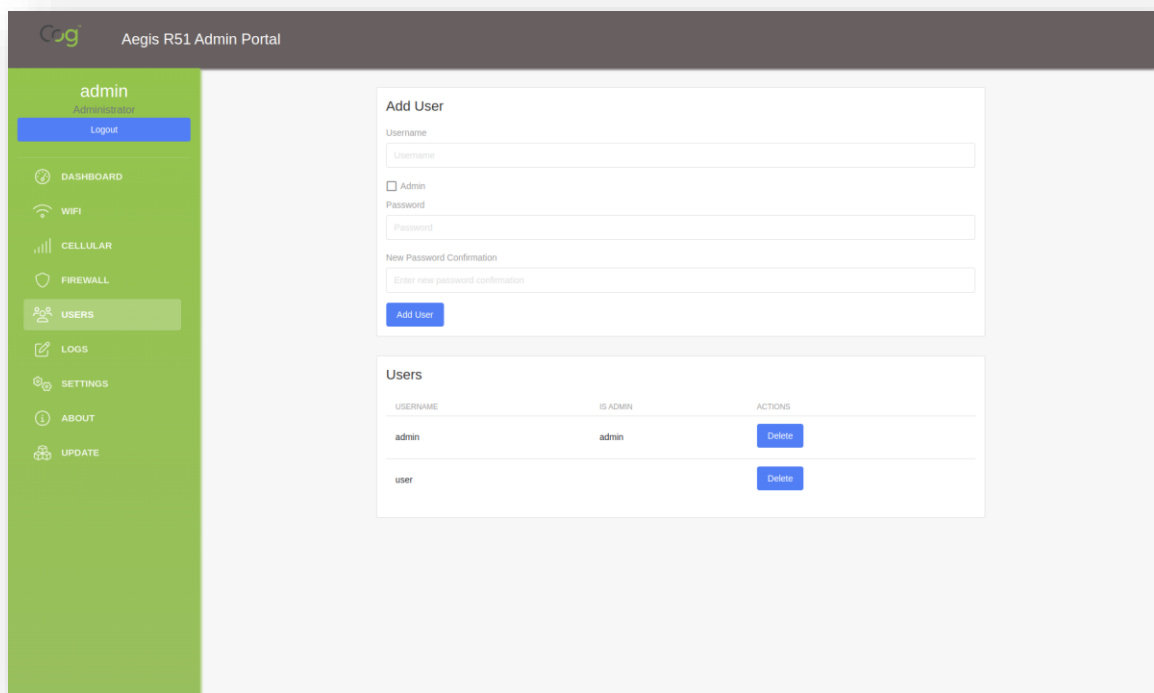 Cog
Aegis R51 Admin Portal
admin
Administrator
Logout
DASHBOARD
WIFI
CELLULAR
FIREWALL
USERS
LOGS
SETTINGS
ABOUT
UPDATE
Add User
Username
Username
Admin
Password
Password
New Password Confirmation
Enter new password confirmation
Add User
Users
USERNAME IS ADMIN ACTIONS
admin admin Delete
user Delete